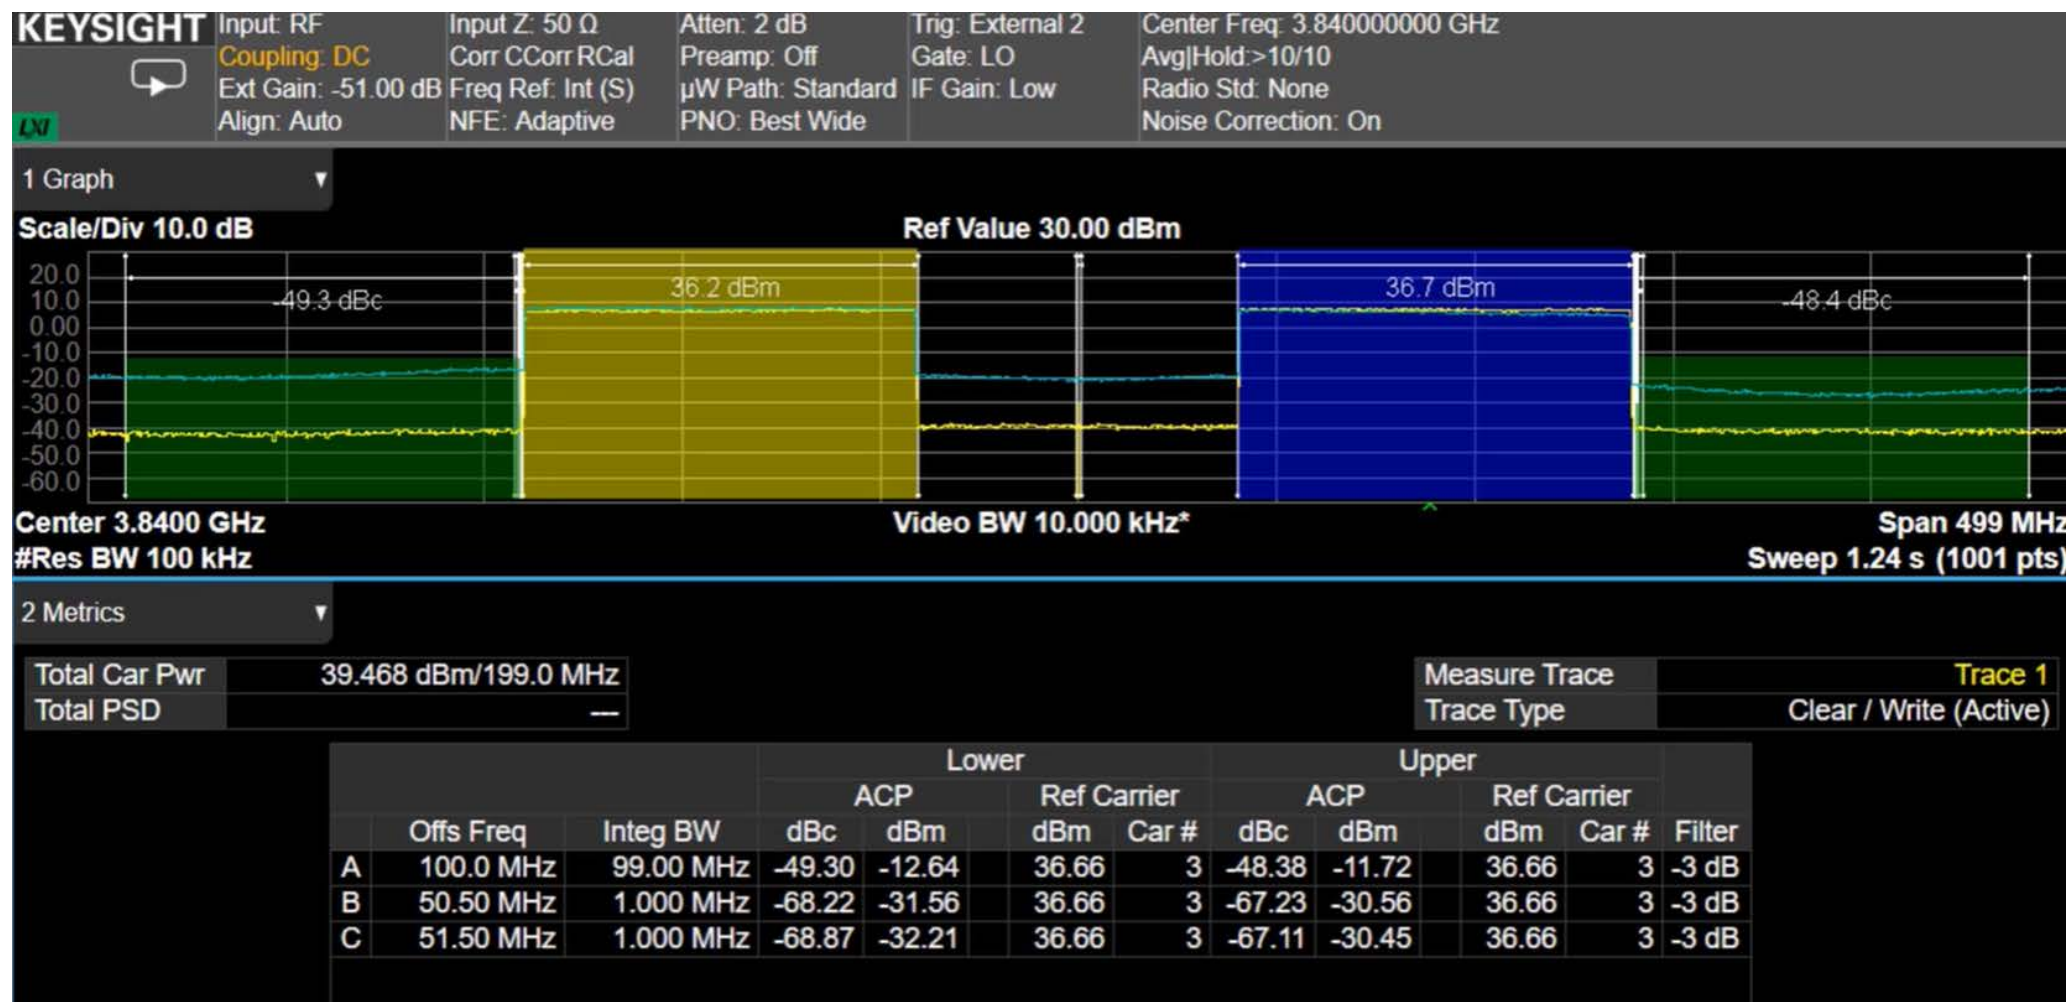 KEYSIGHT Input: RF Input Z: 50 Ω Atten: 2 dB Trig: External 2 Center Freq: 3.840000000 GHz
Coupling: DC Corr CCorr RCal Preamp: Off Gate: LO Avg|Hold:>10/10
Ext Gain: -51.00 dB Freq Ref: Int (S) µW Path: Standard IF Gain: Low Radio Std: None
LXI Align: Auto NFE: Adaptive PNO: Best Wide Noise Correction: On
1 Graph
Scale/Div 10.0 dB Ref Value 30.00 dBm
20.0 36.2 dBm 36.7 dBm
10.0 -49.3 dBc -48.4 dBc
0.00
-10.0
-20.0
-30.0
-40.0
-50.0
-60.0
Center 3.8400 GHz Video BW 10.000 kHz* Span 499 MHz
#Res BW 100 kHz Sweep 1.24 s (1001 pts)
2 Metrics
Total Car Pwr 39.468 dBm/199.0 MHz Measure Trace Trace 1
Total PSD --- Trace Type Clear / Write (Active)
Lower Upper
ACP Ref Carrier ACP Ref Carrier
Offs Freq Integ BW dBc dBm dBm Car # dBc dBm dBm Car # Filter
A 100.0 MHz 99.00 MHz -49.30 -12.64 36.66 3 -48.38 -11.72 36.66 3 -3 dB
B 50.50 MHz 1.000 MHz -68.22 -31.56 36.66 3 -67.23 -30.56 36.66 3 -3 dB
C 51.50 MHz 1.000 MHz -68.87 -32.21 36.66 3 -67.11 -30.45 36.66 3 -3 dB